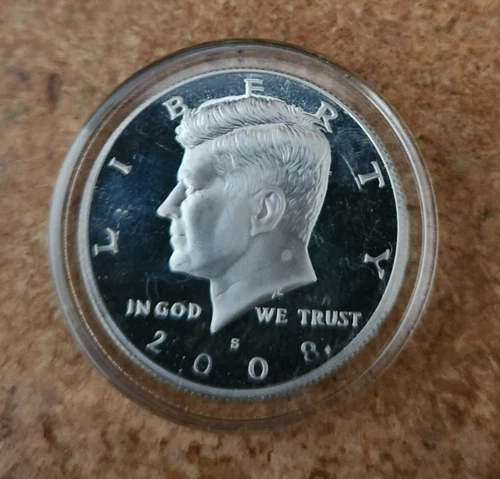 LIBERTY
IN GOD WE TRUST
S
2008